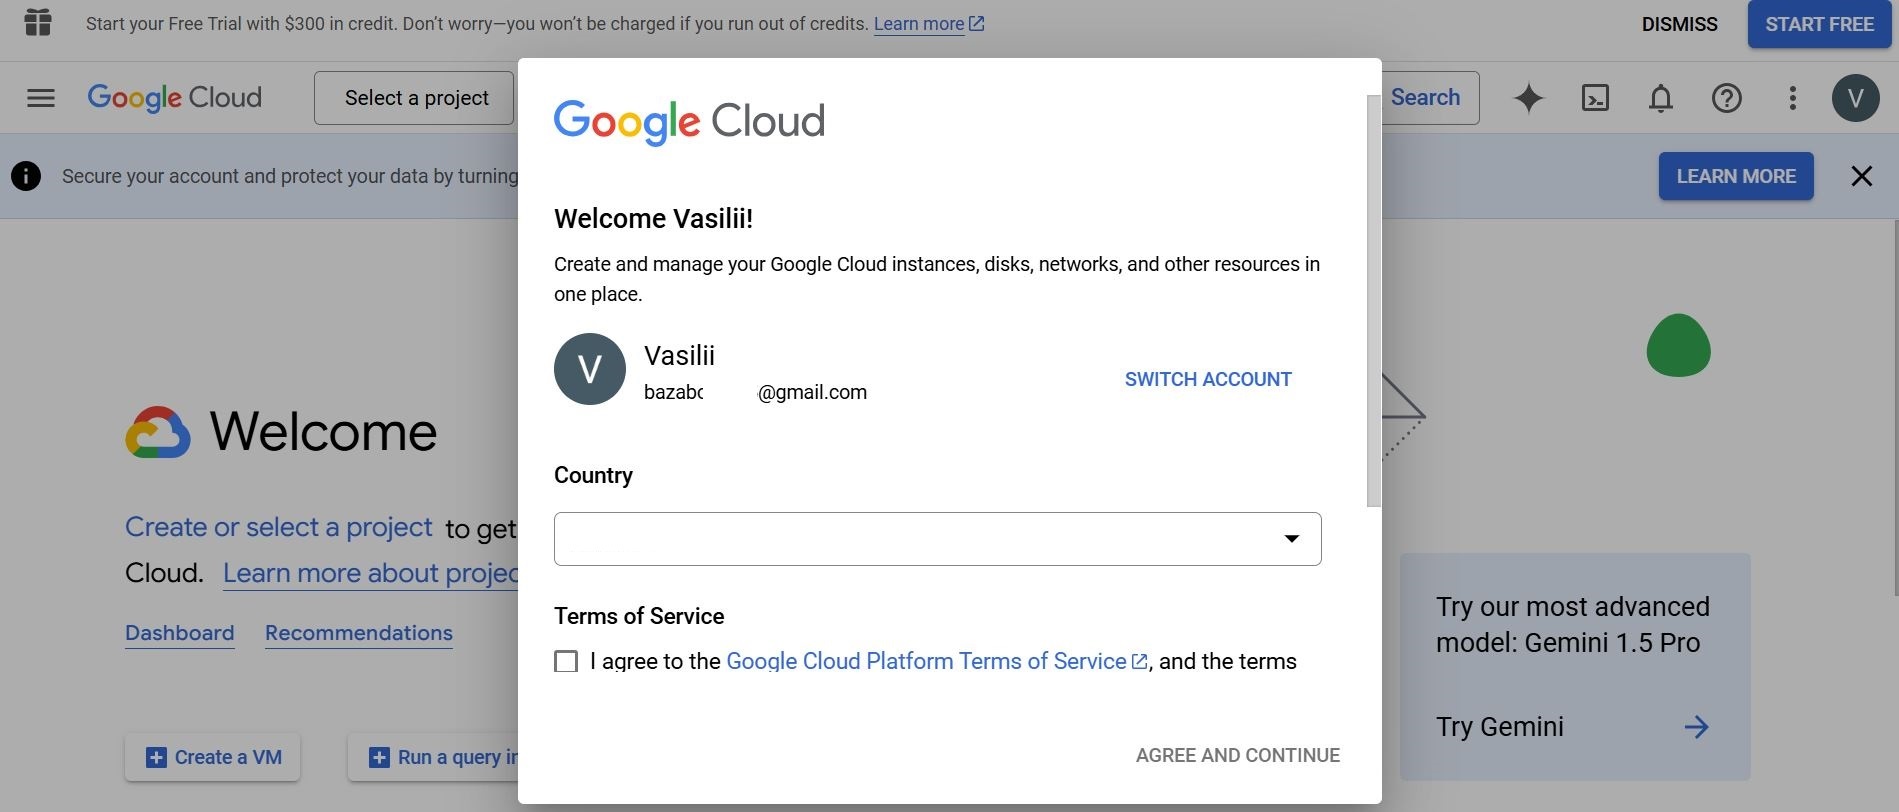 Start your Free Trial with $300 in credit. Don’t worry—you won’t be charged if you run out of credits. Learn more
DISMISS
START FREE
Google Cloud
Select a project
Search
V
Secure your account and protect your data by turning
LEARN MORE
Google Cloud
Welcome Vasilii!
Create and manage your Google Cloud instances, disks, networks, and other resources in
one place.
V
Vasilii
@gmail.com
SWITCH ACCOUNT
Country
Terms of Service
I agree to the Google Cloud Platform Terms of Service, and the terms
AGREE AND CONTINUE
Welcome
Create or select a project to get
Cloud. Learn more about
Dashboard Recommendations
Create a VM
Run a query
Try our most advanced
model: Gemini 1.5 Pro
Try Gemini